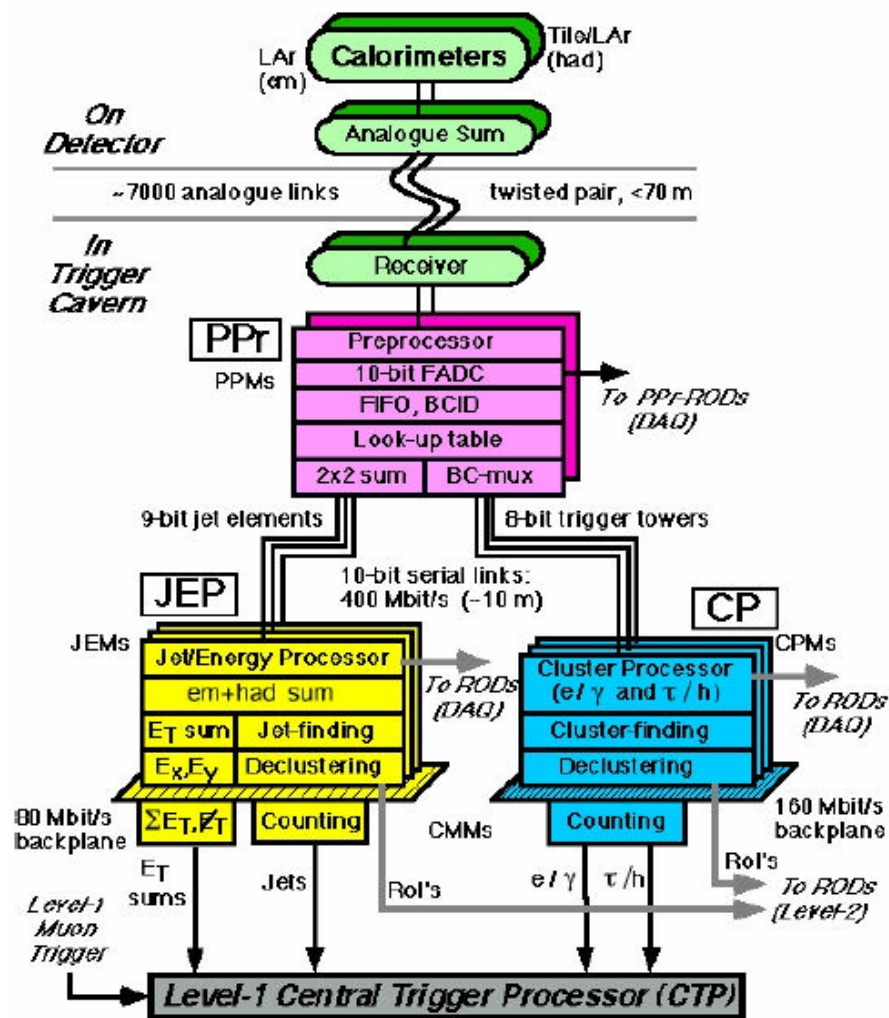 LAr
(em)
Calorimeters
Tile/LAr
(had)
On
Detector
Analogue Sum
~7000 analogue links
twisted pair, <70 m
In
Trigger
Cavern
Receiver
PPr
PPMs
Preprocessor
10-bit FADC
FIFO, BCID
Look-up table
2x2 sum
BC-mux
To PPr-RODs
(DAQ)
9-bit jet elements
8-bit trigger towers
10-bit serial links:
400 Mbit/s (~10 m)
JEP
JEMs
CP
CPMs
Jet/Energy Processor
em+had sum
ET sum
Jet-finding
Ex,Ey
Declustering
To RODs
(DAQ)
Cluster Processor
(e/γ and τ/h)
Cluster-finding
Declustering
To RODs
(DAQ)
80 Mbit/s
backplane
ΣET,E̸T
Counting
CMMs
Counting
160 Mbit/s
backplane
ET
sums
Jets
RoI's
e/γ
τ/h
RoI's
To RODs
(Level-2)
Level-1
Muon
Trigger
Level-1 Central Trigger Processor (CTP)